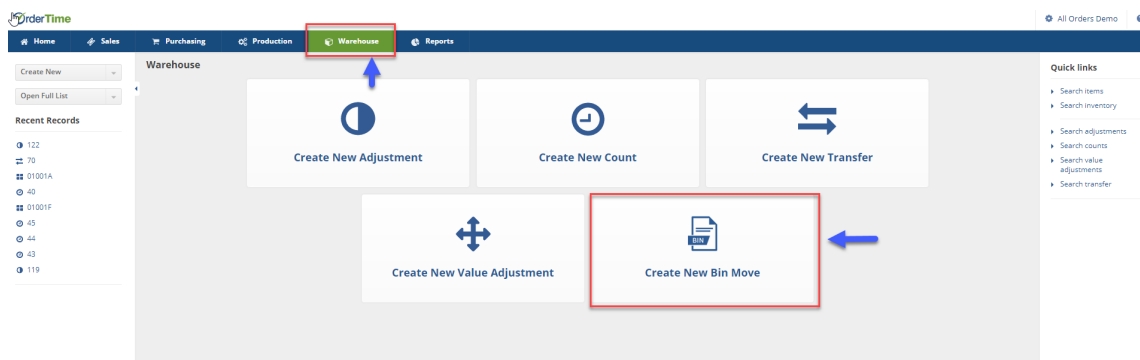 OrderTime
All Orders Demo
Home
Sales
Purchasing
Production
Warehouse
Reports
Create New
Open Full List
Recent Records
122
70
01001A
40
01001F
45
44
43
119
Warehouse
Create New Adjustment
Create New Count
Create New Transfer
Create New Value Adjustment
BIN
Create New Bin Move
Quick links
Search items
Search inventory
Search adjustments
Search counts
Search value
adjustments
Search transfer